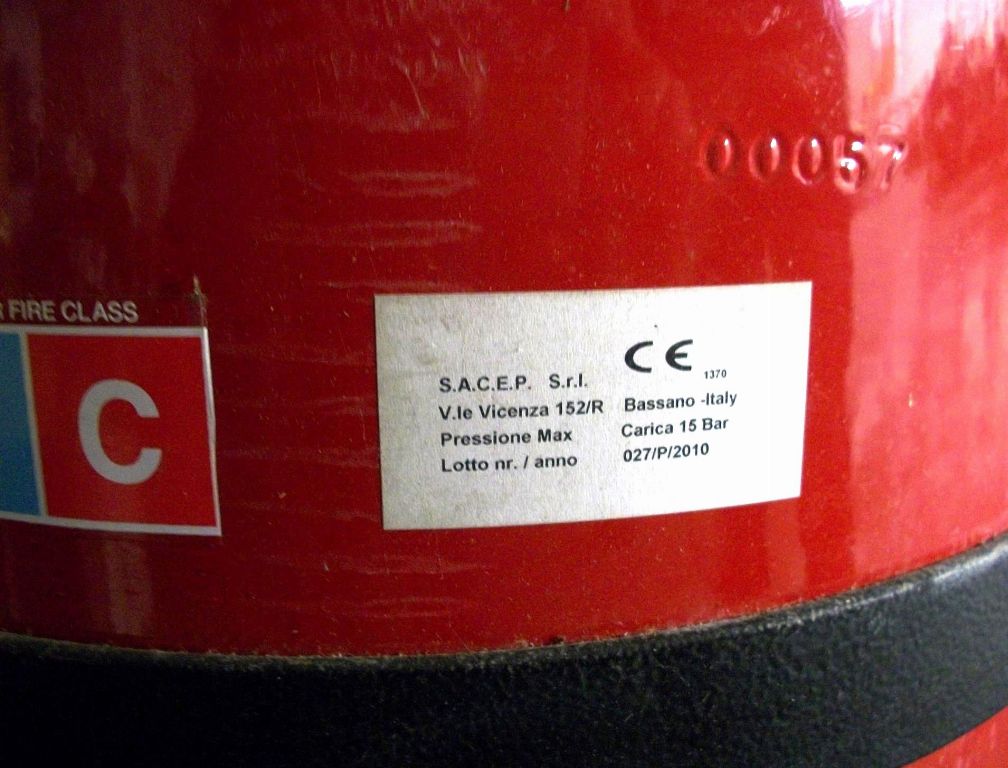 00057
FIRE CLASS
C
CE
1370
S.A.C.E.P. S.r.l.
V.le Vicenza 152/R Bassano -Italy
Pressione Max Carica 15 Bar
Lotto nr. / anno 027/P/2010